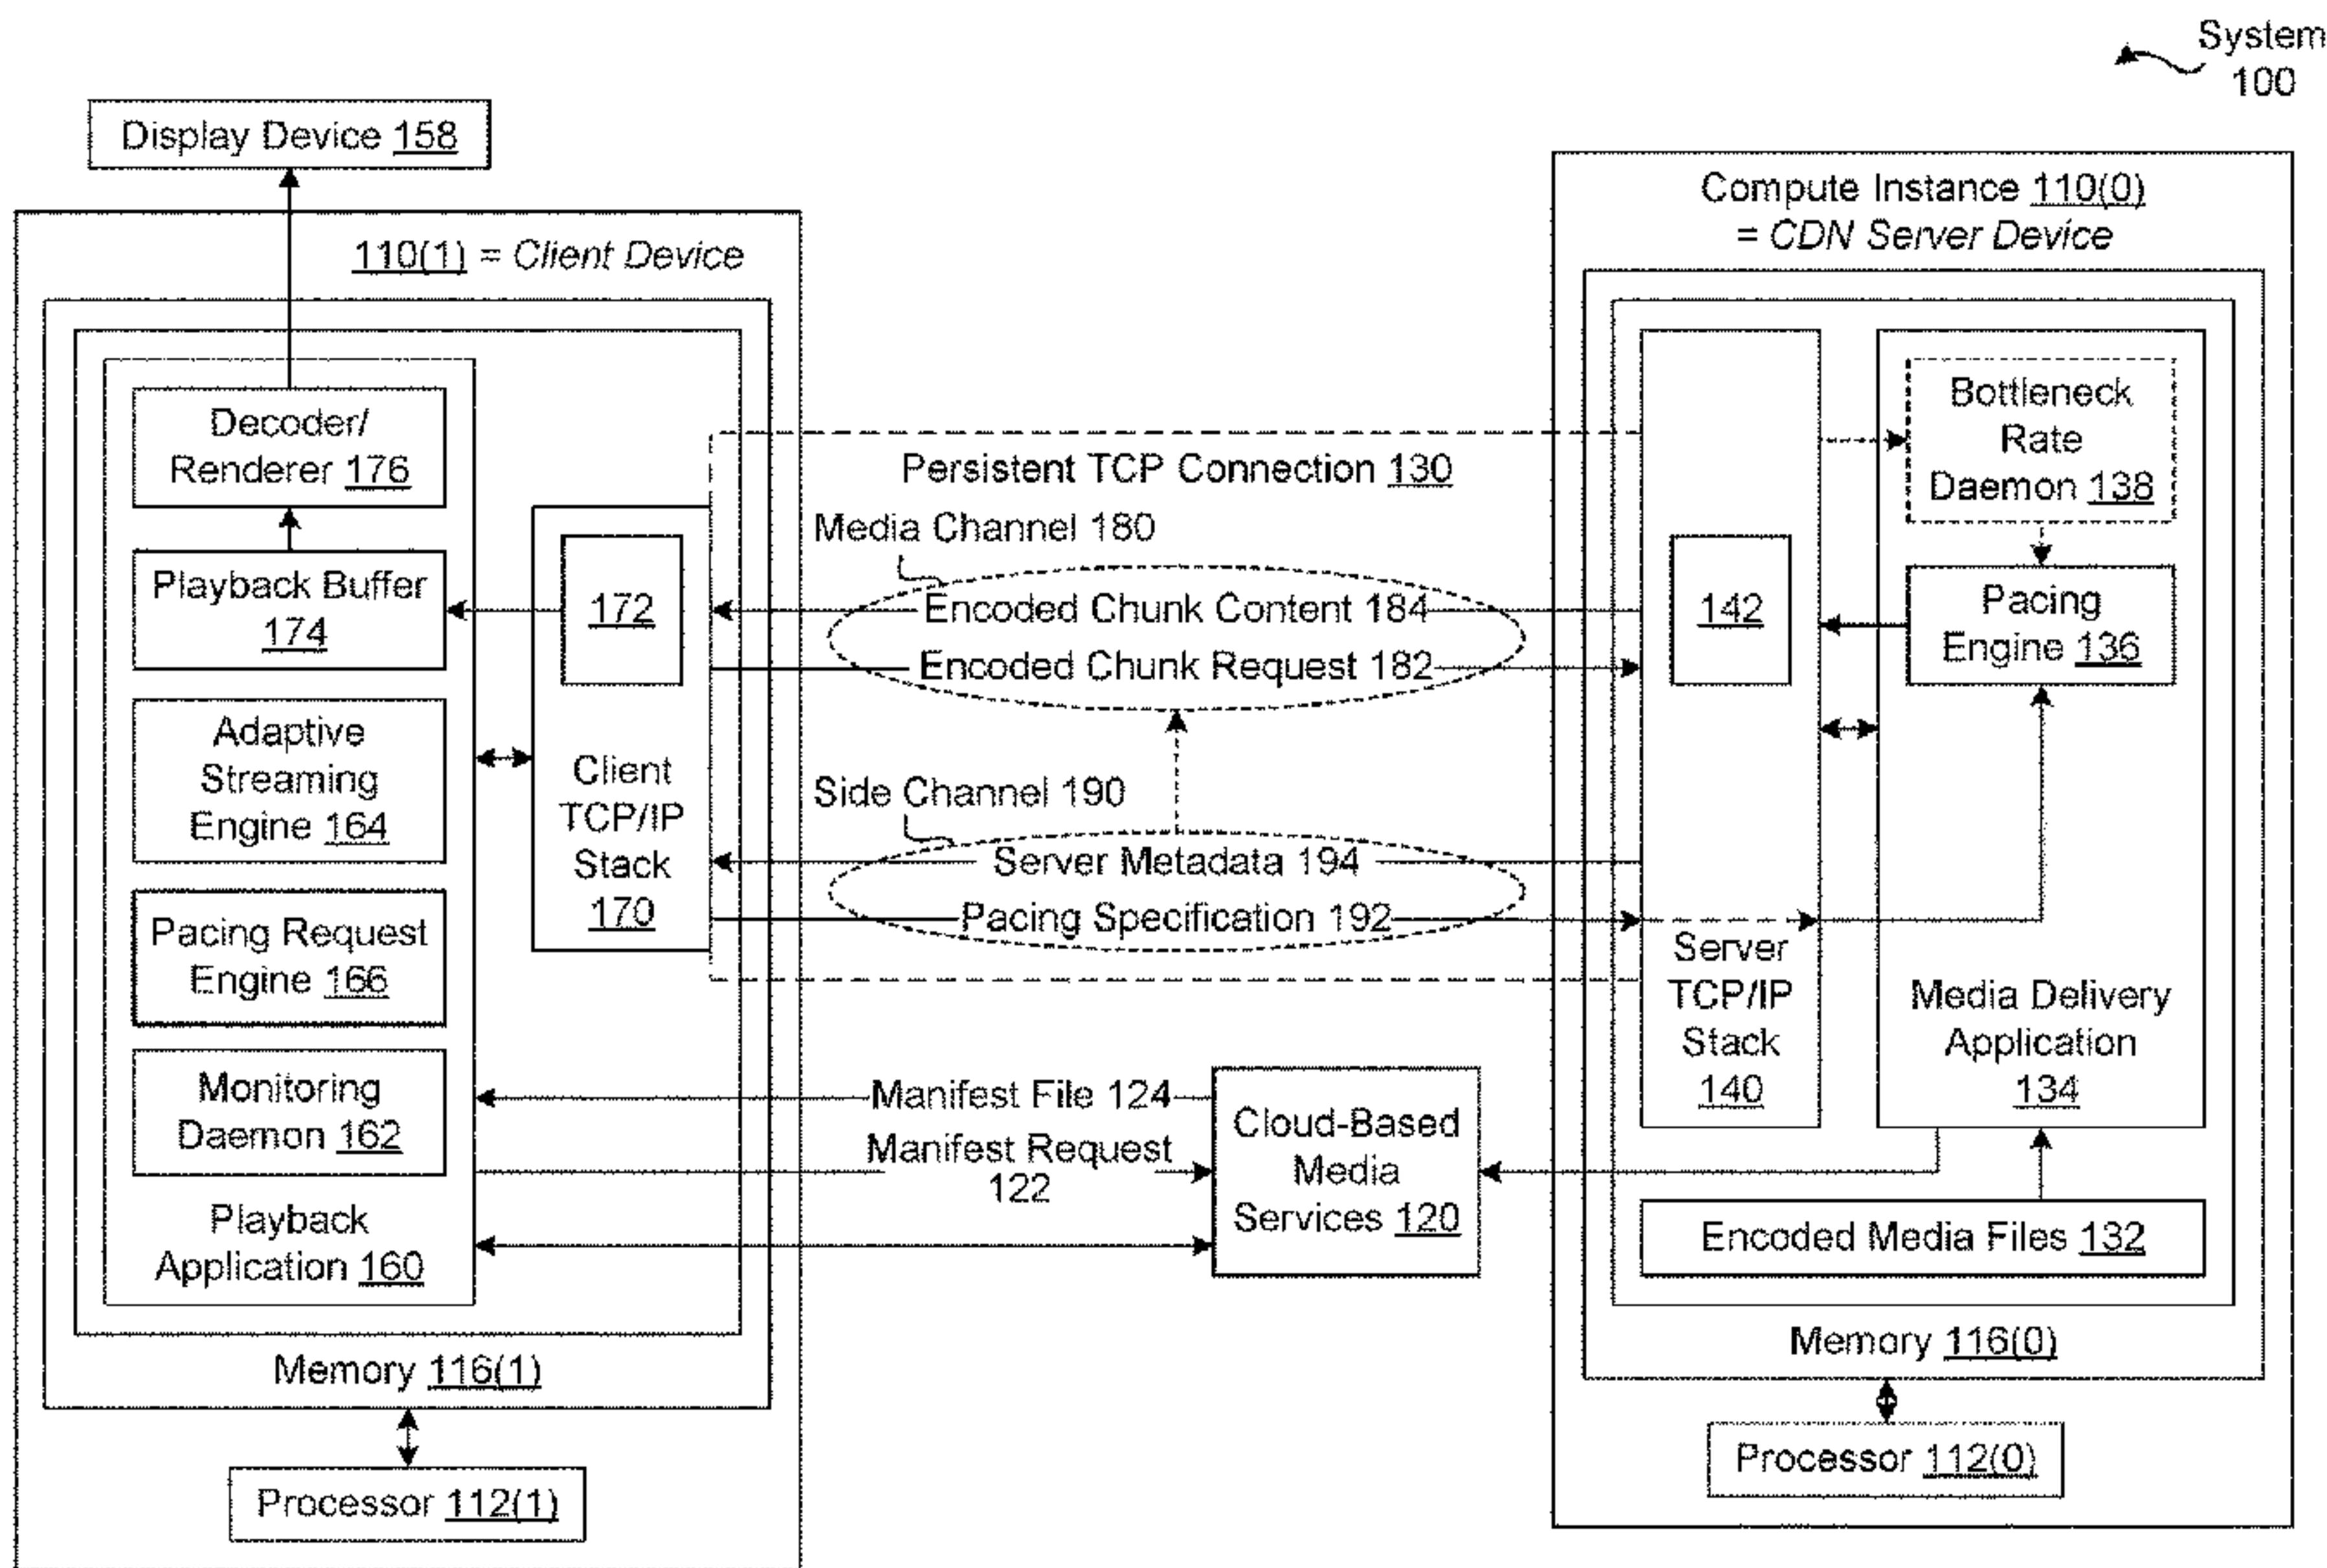 System
100
Display Device 158
110(1) = Client Device
Decoder/
Renderer 176
Playback Buffer
174
Adaptive
Streaming
Engine 164
Pacing Request
Engine 166
Monitoring
Daemon 162
Playback
Application 160
172
Client
TCP/IP
Stack
170
Memory 116(1)
Processor 112(1)
Persistent TCP Connection 130
Media Channel 180
Encoded Chunk Content 184
Encoded Chunk Request 182
Side Channel 190
Server Metadata 194
Pacing Specification 192
Manifest File 124
Manifest Request
122
Cloud-Based
Media
Services 120
Compute Instance 110(0)
= CDN Server Device
142
Server
TCP/IP
Stack
140
Bottleneck
Rate
Daemon 138
Pacing
Engine 136
Media Delivery
Application
134
Encoded Media Files 132
Memory 116(0)
Processor 112(0)